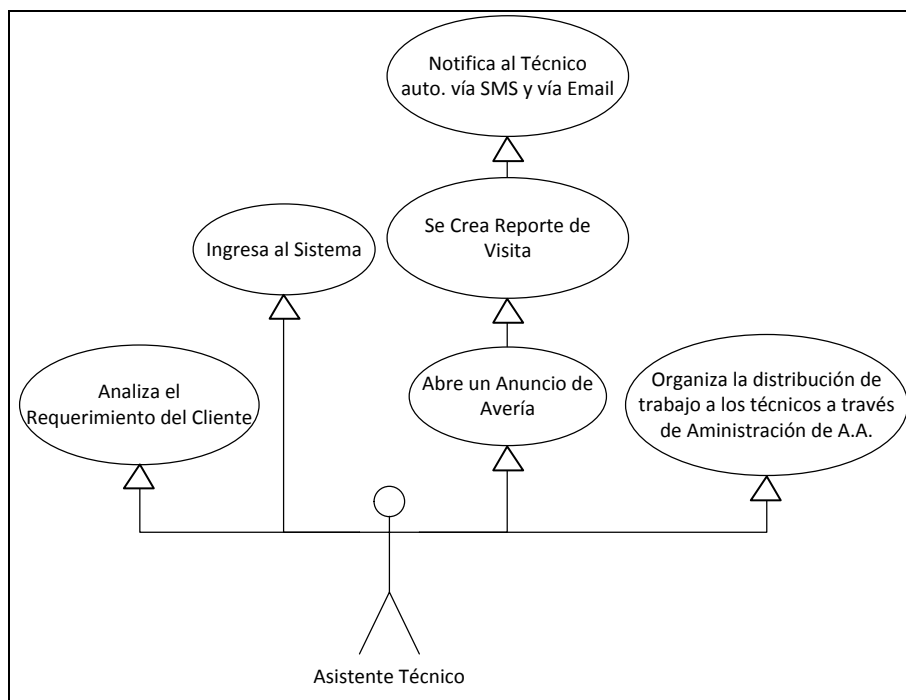 Notifica al Técnico
auto. vía SMS y vía Email
Se Crea Reporte de
Visita
Ingresa al Sistema
Analiza el
Requerimiento del Cliente
Abre un Anuncio de
Avería
Organiza la distribución de
trabajo a los técnicos a través
de Aministración de A.A.
Asistente Técnico